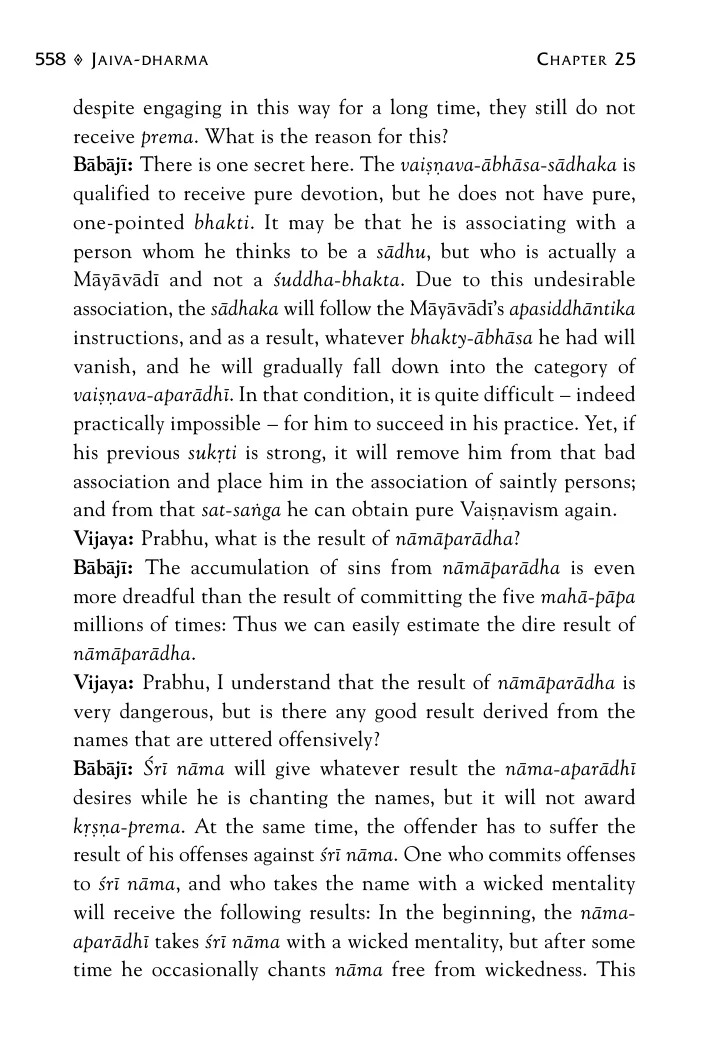 558 ⟡ Jaiva-dharma Chapter 25
despite engaging in this way for a long time, they still do not
receive prema. What is the reason for this?
Bābājī: There is one secret here. The vaiṣṇava-ābhāsa-sādhaka is
qualified to receive pure devotion, but he does not have pure,
one-pointed bhakti. It may be that he is associating with a
person whom he thinks to be a sādhu, but who is actually a
Māyāvādī and not a śuddha-bhakta. Due to this undesirable
association, the sādhaka will follow the Māyāvādī's apasiddhāntika
instructions, and as a result, whatever bhakty-ābhāsa he had will
vanish, and he will gradually fall down into the category of
vaiṣṇava-aparādhī. In that condition, it is quite difficult – indeed
practically impossible – for him to succeed in his practice. Yet, if
his previous sukṛti is strong, it will remove him from that bad
association and place him in the association of saintly persons;
and from that sat-saṅga he can obtain pure Vaiṣṇavism again.
Vijaya: Prabhu, what is the result of nāmāparādha?
Bābājī: The accumulation of sins from nāmāparādha is even
more dreadful than the result of committing the five mahā-pāpa
millions of times: Thus we can easily estimate the dire result of
nāmāparādha.
Vijaya: Prabhu, I understand that the result of nāmāparādha is
very dangerous, but is there any good result derived from the
names that are uttered offensively?
Bābājī: Śrī nāma will give whatever result the nāma-aparādhī
desires while he is chanting the names, but it will not award
kṛṣṇa-prema. At the same time, the offender has to suffer the
result of his offenses against śrī nāma. One who commits offenses
to śrī nāma, and who takes the name with a wicked mentality
will receive the following results: In the beginning, the nāma-
aparādhī takes śrī nāma with a wicked mentality, but after some
time he occasionally chants nāma free from wickedness. This